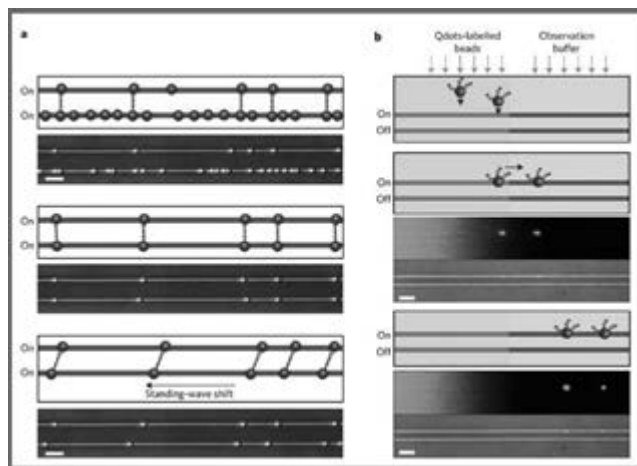 a
On
On
On
On
On
On
Standing-wave shift
b
Qdots-labelled
beads
Observation
buffer
On
Off
On
Off
On
Off